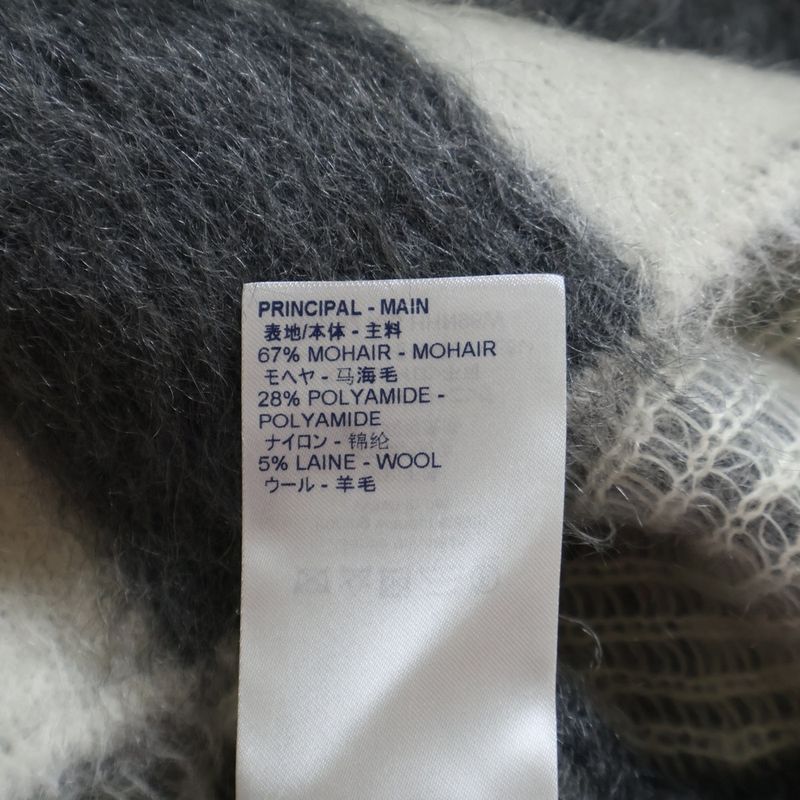 PRINCIPAL - MAIN
表地/本体 - 主料
67% MOHAIR - MOHAIR
モヘヤ - 马海毛
28% POLYAMIDE -
POLYAMIDE
ナイロン - 锦纶
5% LAINE - WOOL
ウール - 羊毛